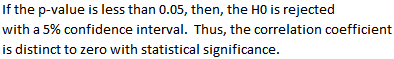 If the p-value is less than 0.05, then, the H0 is rejected
with a 5% confidence interval.  Thus, the correlation coefficient
is distinct to zero with statistical significance.